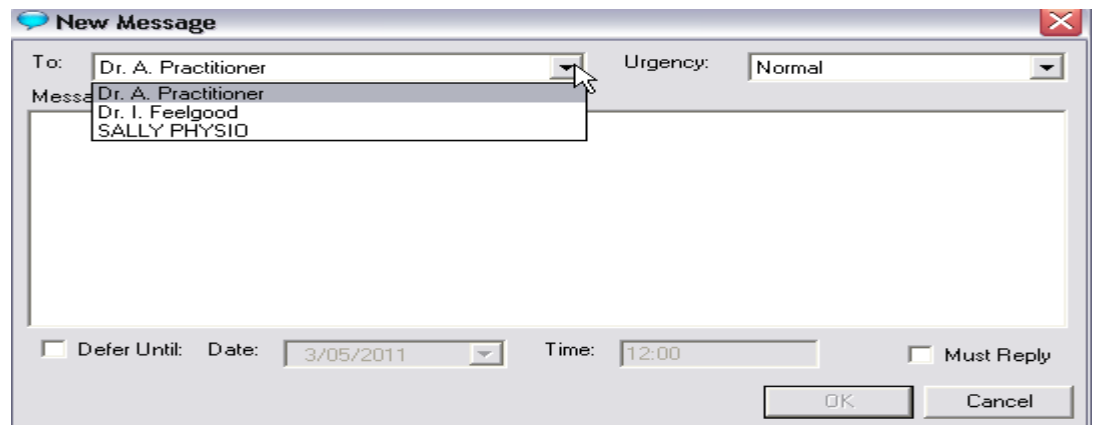 New Message
To: Dr. A. Practitioner Urgency: Normal
Dr. A. Practitioner
Messa
Dr. I. Feelgood
SALLY PHYSIO
Defer Until: Date: 3/05/2011 Time: 12:00 Must Reply
OK Cancel